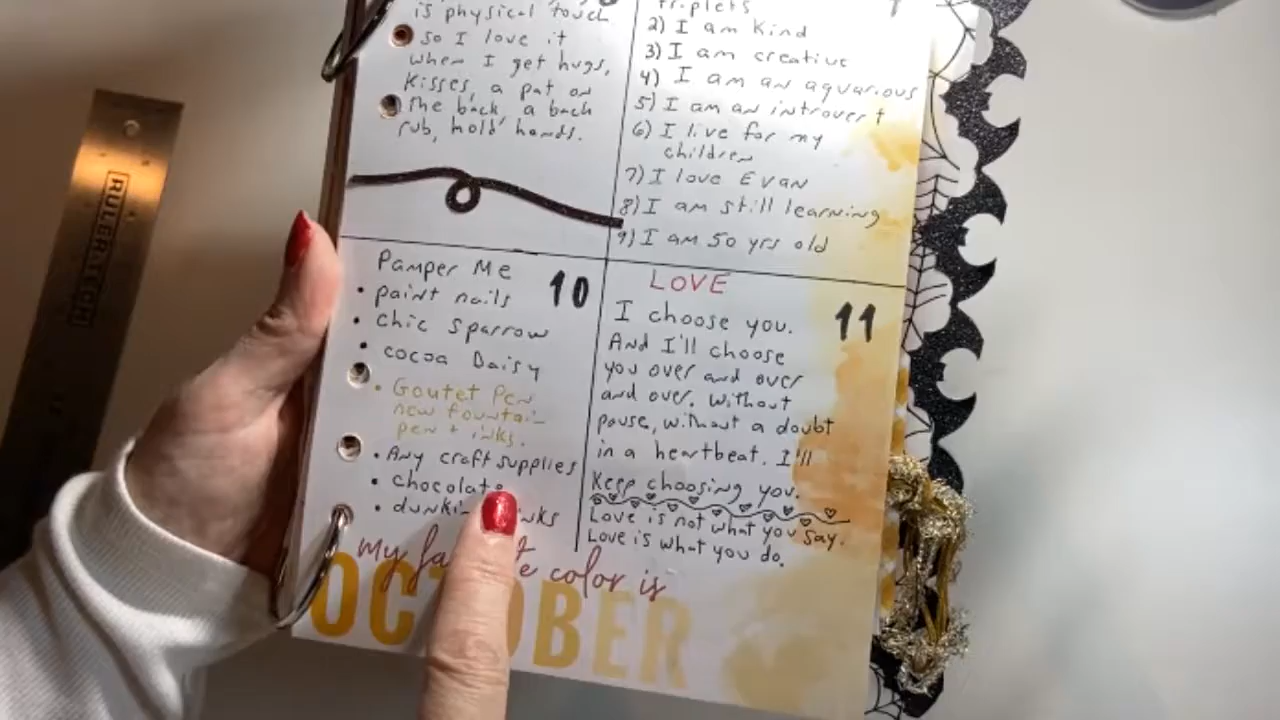 is physical touch
so I love it
when I get hugs,
kisses, a pat on
the back, a back
rub, hold hands.
triplets
2) I am kind
3) I am creative
4) I am an aquarious
5) I am an introvert
6) I live for my
children
7) I love Evan
8) I am still learning
9) I am 50 yrs old
Pamper Me
10
• paint nails
• chic sparrow
• cocoa Daisy
• Goutet Pen
new fountain
pen + inks.
• Any craft supplies
• chocolate
LOVE
11
I choose you.
And I'll choose
you over and over
and over. without
pause, without a doubt
in a heartbeat. I'll
Keep choosing you.
Love is not what you say.
Love is what you do.
my color is
OCTOBER
RULERATECH